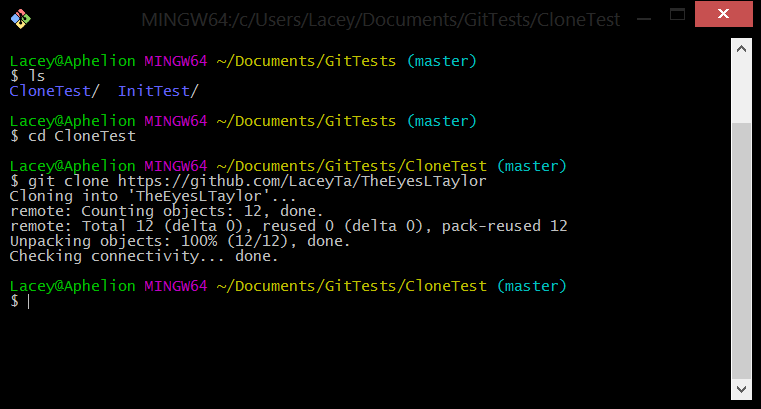 MINGW64:/c/Users/Lacey/Documents/GitTests/CloneTest
Lacey@Aphelion MINGW64 ~/Documents/GitTests (master)
$ ls
CloneTest/  InitTest/
Lacey@Aphelion MINGW64 ~/Documents/GitTests (master)
$ cd CloneTest
Lacey@Aphelion MINGW64 ~/Documents/GitTests/CloneTest (master)
$ git clone https://github.com/LaceyTa/TheEyesLTaylor
Cloning into 'TheEyesLTaylor'...
remote: Counting objects: 12, done.
remote: Total 12 (delta 0), reused 0 (delta 0), pack-reused 12
Unpacking objects: 100% (12/12), done.
Checking connectivity... done.
Lacey@Aphelion MINGW64 ~/Documents/GitTests/CloneTest (master)
$